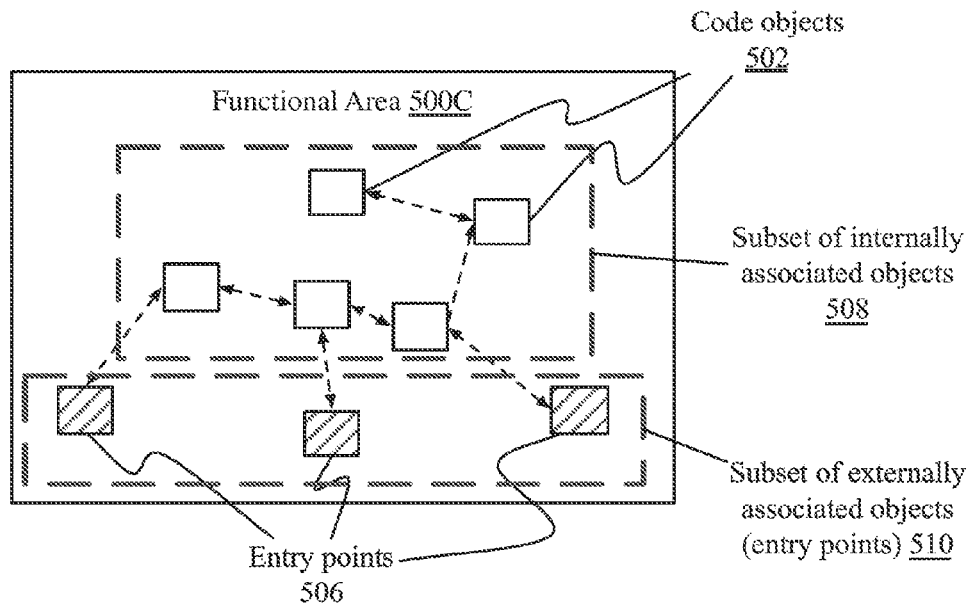 Code objects
502
Functional Area 500C
Subset of internally
associated objects
508
Subset of externally
associated objects
(entry points) 510
Entry points
506